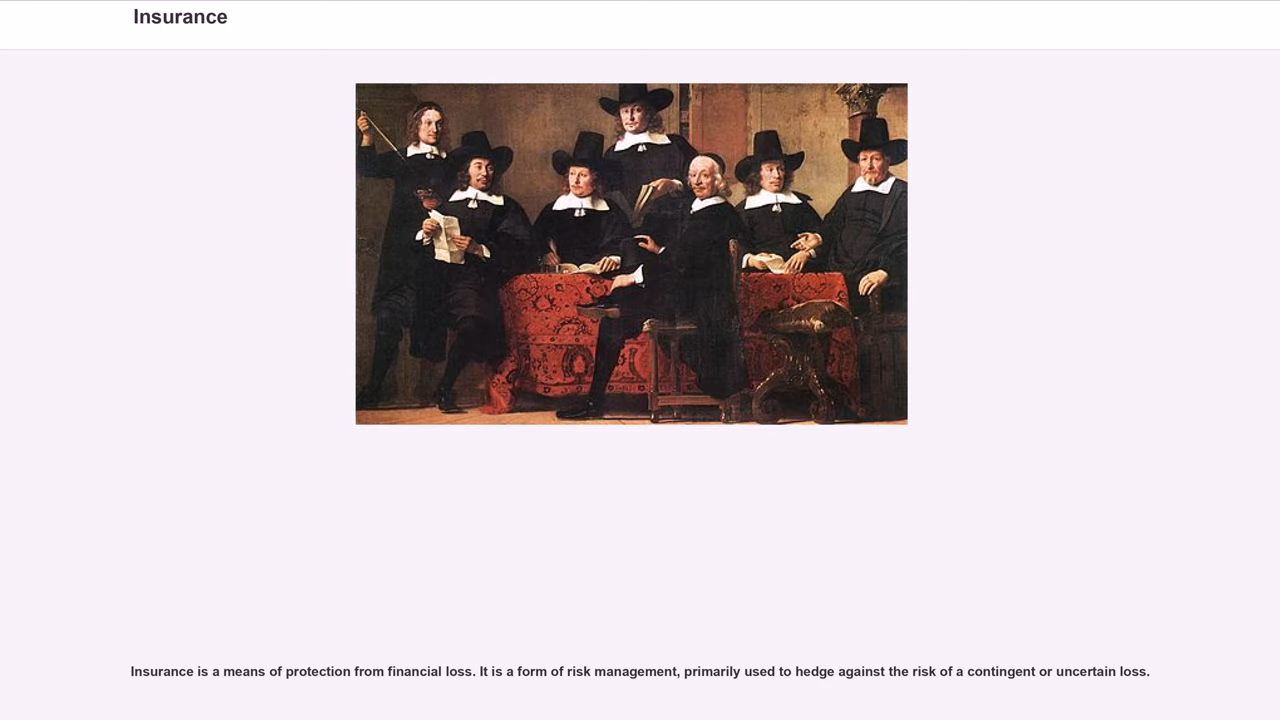 Insurance
Insurance is a means of protection from financial loss. It is a form of risk management, primarily used to hedge against the risk of a contingent or uncertain loss.